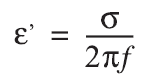 ε’ = σ / 2πf